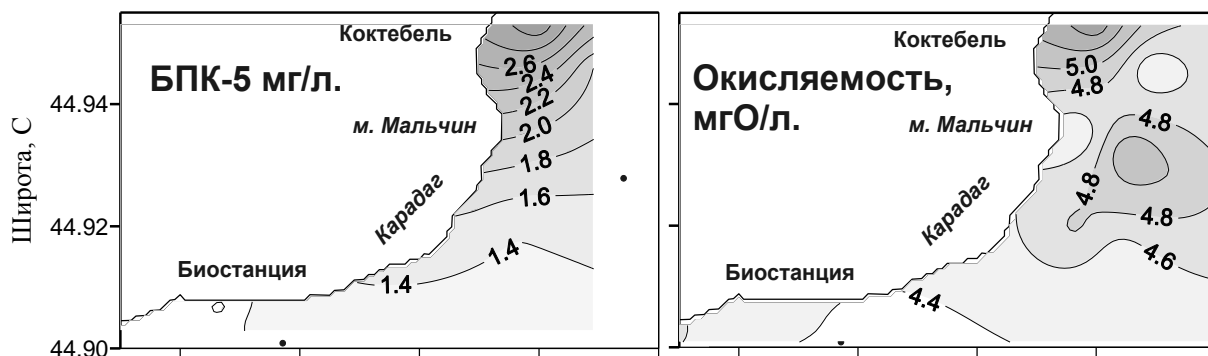 Коктебель
БПК-5 мг/л.
2.6
2.4
2.2
м. Мальчин
2.0
1.8
Карадаг
1.6
1.4
Биостанция
1.4
Широта, С
44.94
44.92
44.90
Коктебель
5.0
Окисляемость,
4.8
мгО/л.
м. Мальчин
4.8
4.8
Карадаг
4.8
4.6
Биостанция
4.4